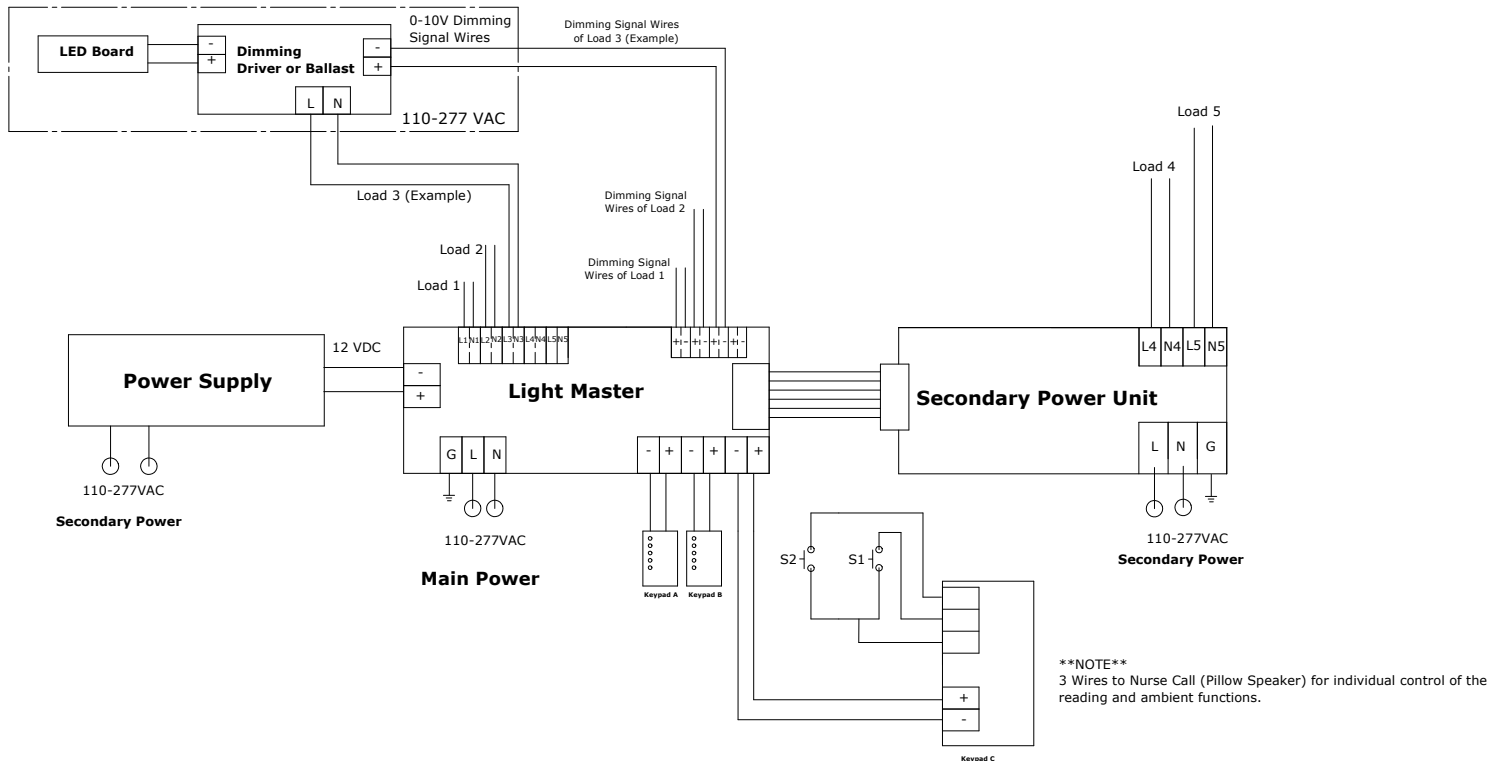 0-10V Dimming
Signal Wires
Dimming Signal Wires
of Load 3 (Example)
LED Board
-
+
Dimming
Driver or Ballast
-
+
L N
110-277 VAC
Load 3 (Example)
Load 5
Load 4
Dimming Signal
Wires of Load 2
Load 2
Dimming Signal
Wires of Load 1
Load 1
12 VDC
L1 N1 L2 N2 L3 N3 L4 N4 L5 N5
+ - + - + - + -
L4 N4 L5 N5
Power Supply
-
+
Light Master
Secondary Power Unit
G L N
- + - + - +
L N G
110-277VAC
Secondary Power
110-277VAC
Main Power
110-277VAC
Secondary Power
S2
S1
Keypad A
Keypad B
**NOTE**
3 Wires to Nurse Call (Pillow Speaker) for individual control of the
reading and ambient functions.
+
-
Keypad C